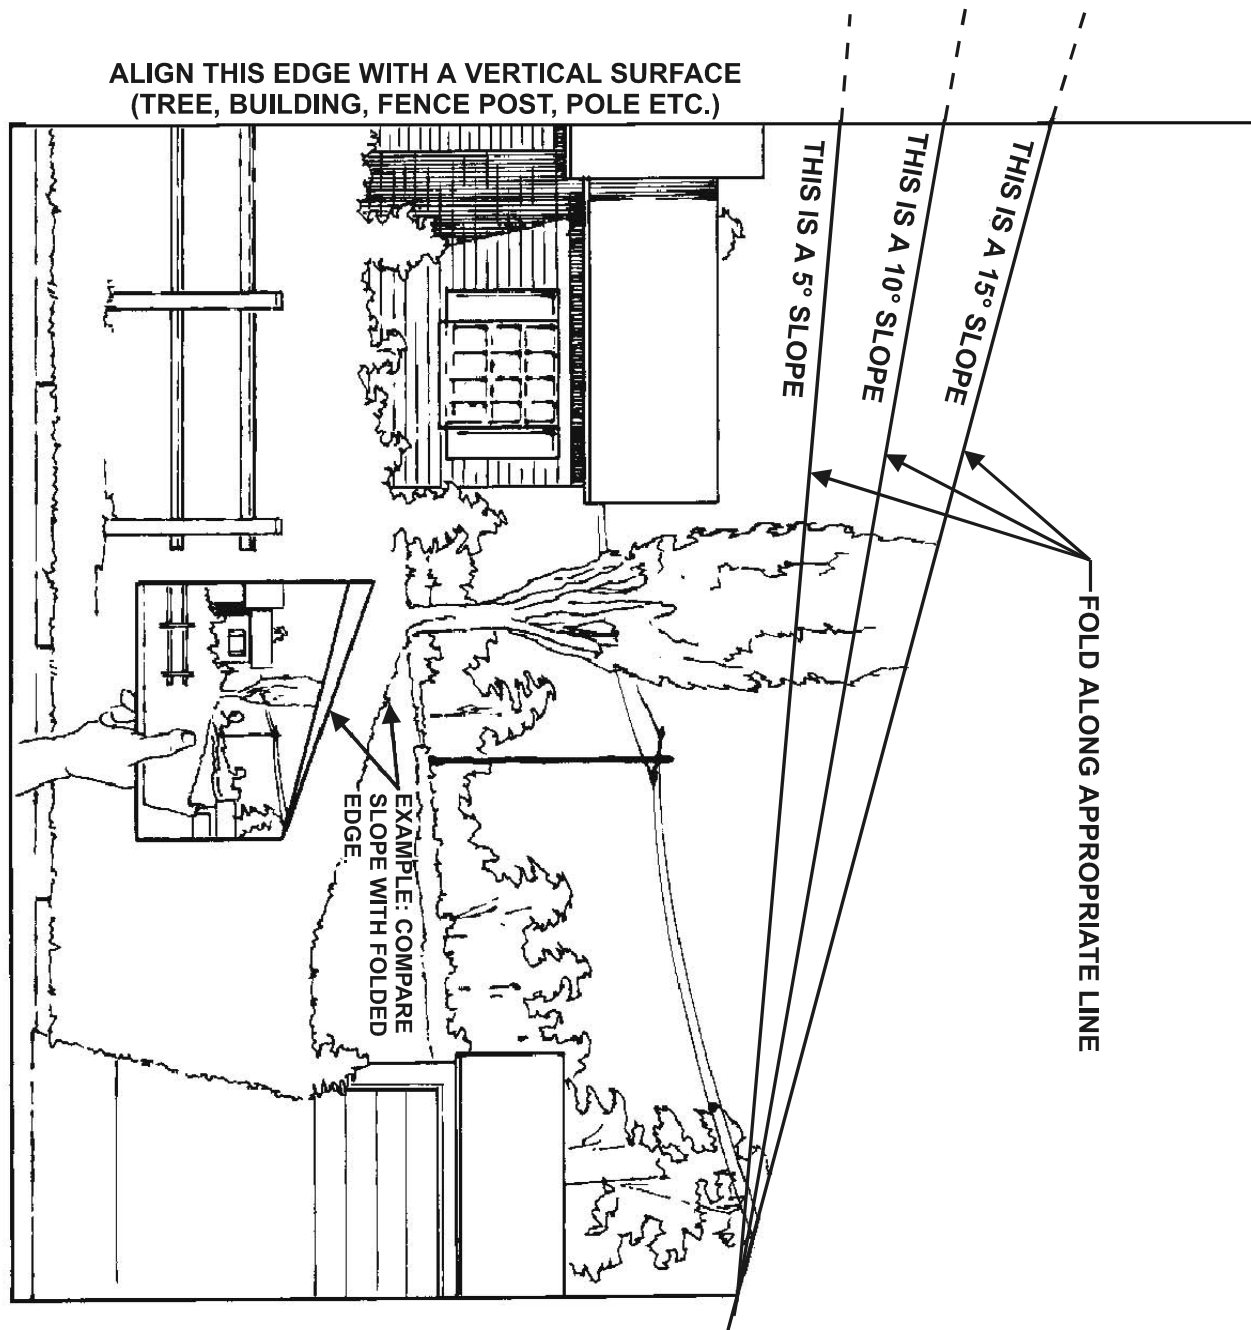 ALIGN THIS EDGE WITH A VERTICAL SURFACE
(TREE, BUILDING, FENCE POST, POLE ETC.)
THIS IS A 5° SLOPE
THIS IS A 10° SLOPE
THIS IS A 15° SLOPE
FOLD ALONG APPROPRIATE LINE
EXAMPLE: COMPARE
SLOPE WITH FOLDED
EDGE.